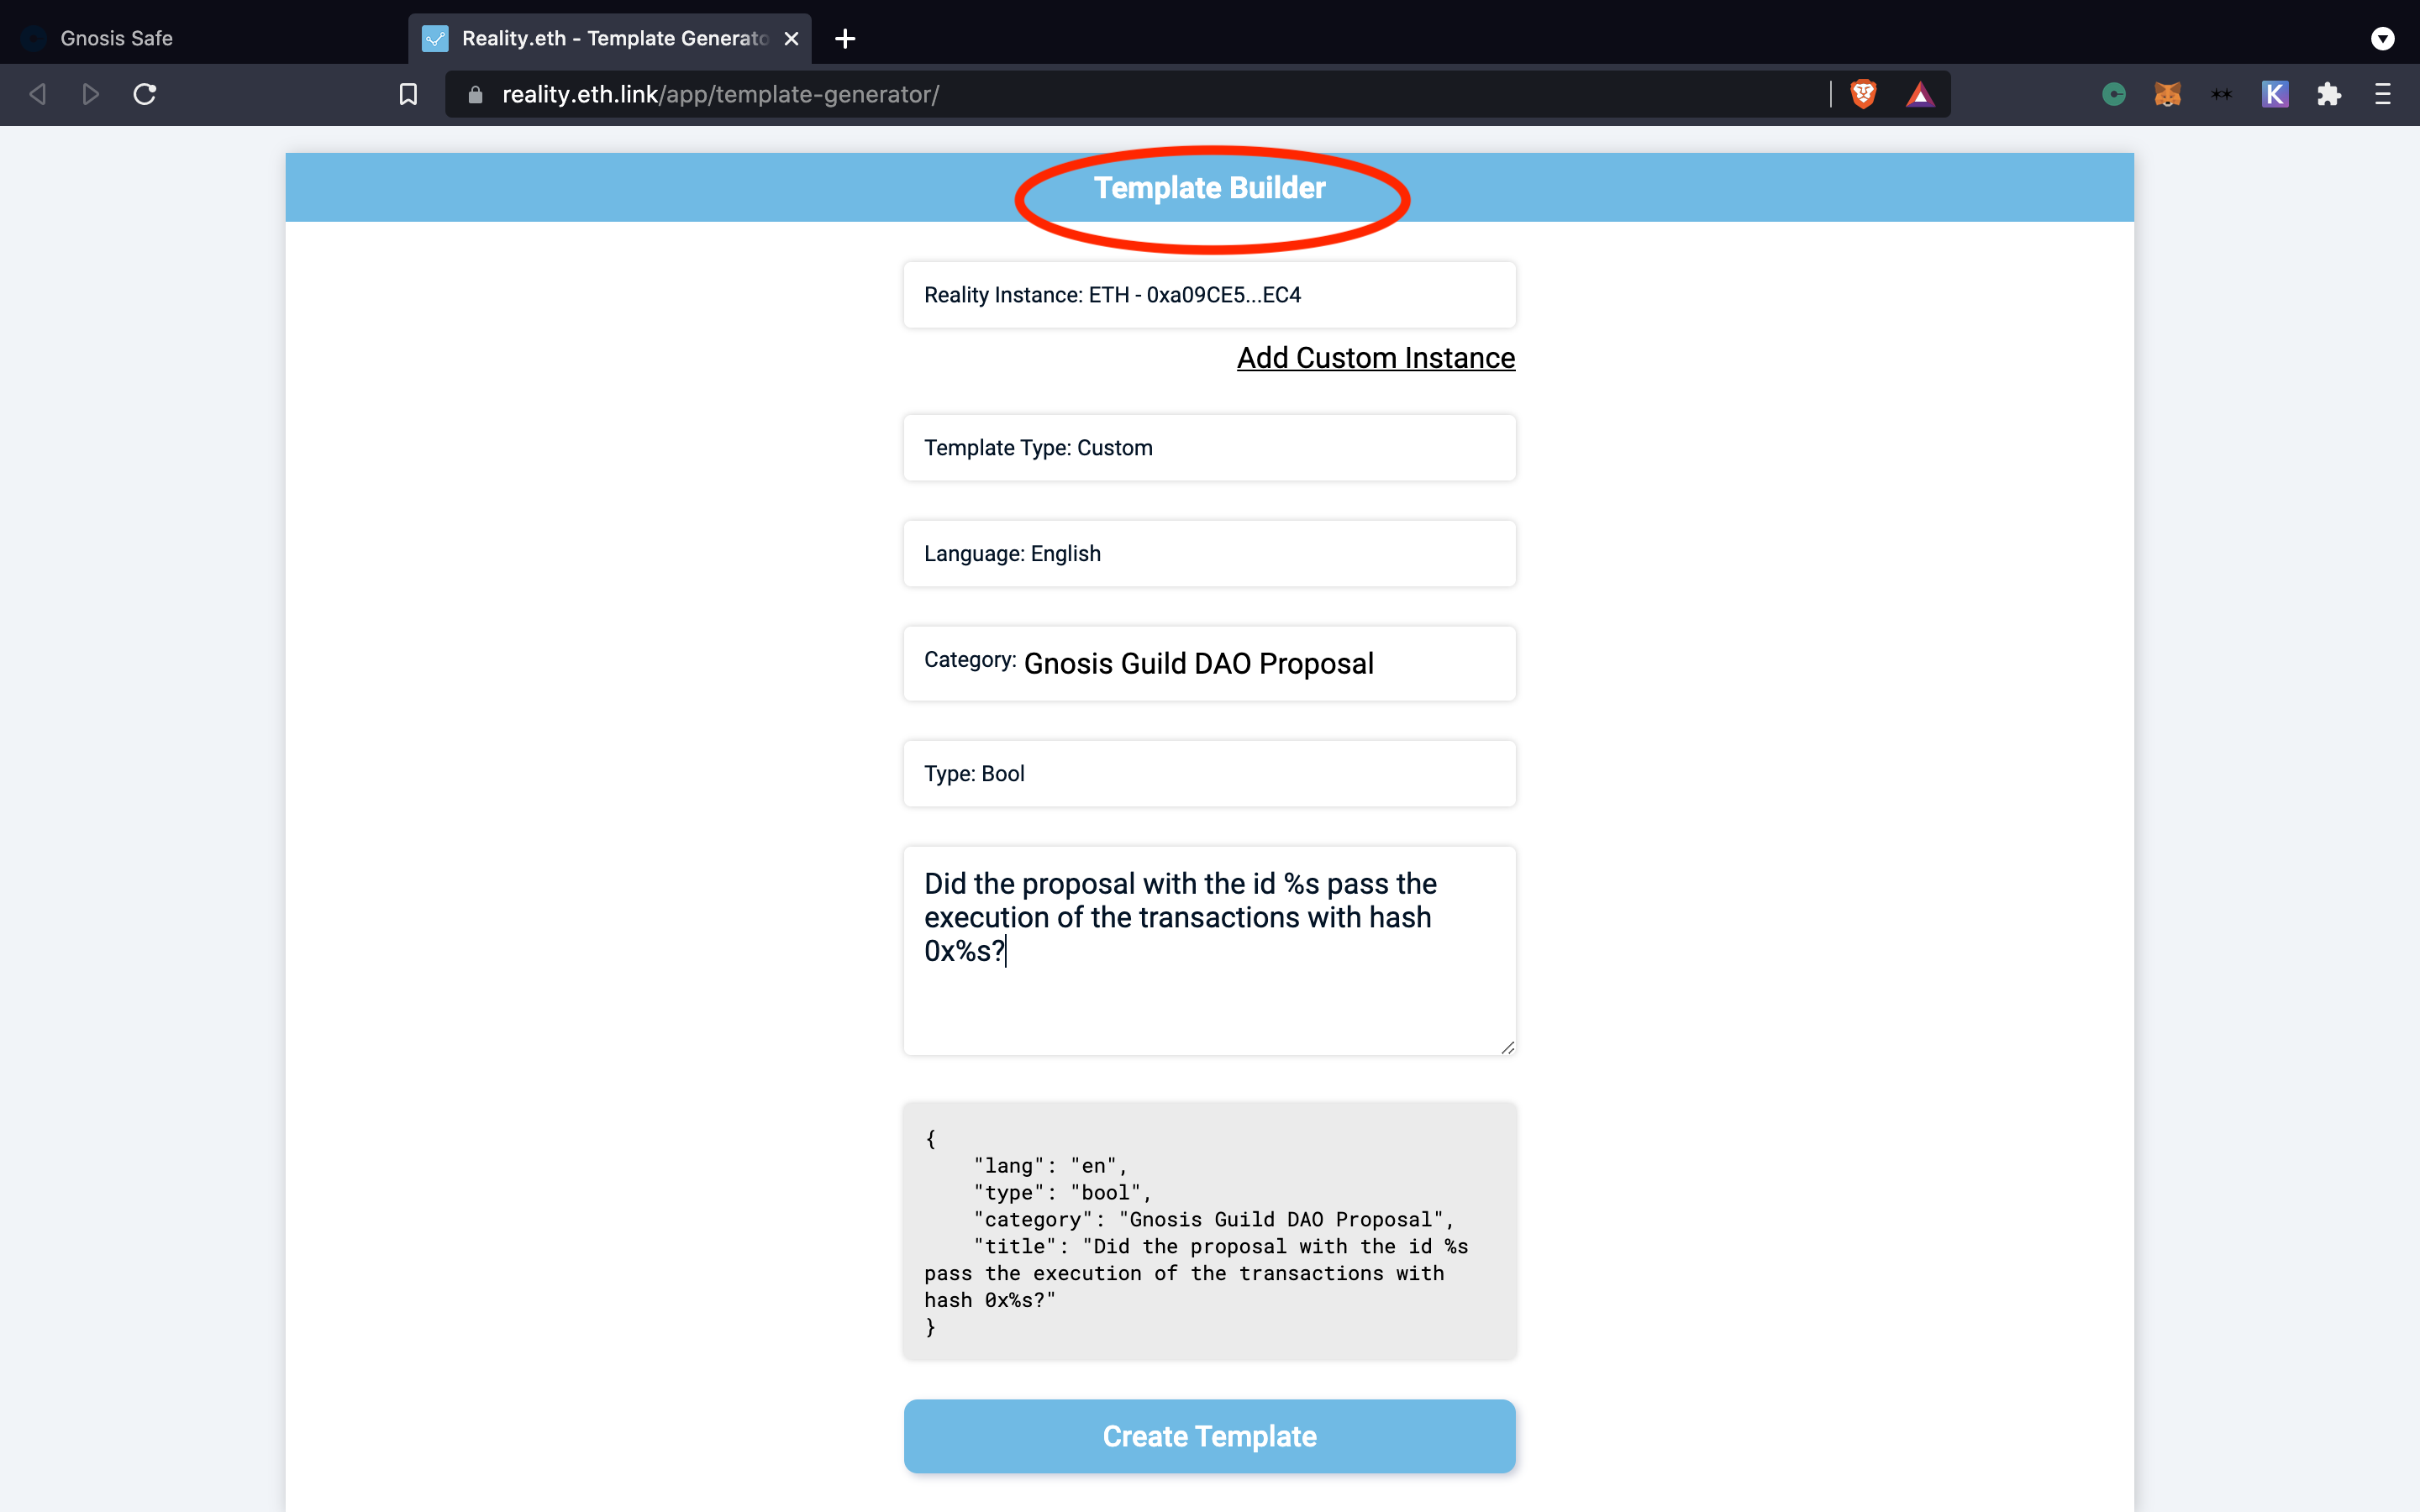 Gnosis Safe
Reality.eth - Template Generato
reality.eth.link/app/template-generator/
K
Template Builder
Reality Instance: ETH - 0xa09CE5...EC4
Add Custom Instance
Template Type: Custom
Language: English
Category: Gnosis Guild DAO Proposal
Type: Bool
Did the proposal with the id %s pass the
execution of the transactions with hash
0x%s?
{
"lang": "en",
"type": "bool",
"category": "Gnosis Guild DAO Proposal",
"title": "Did the proposal with the id %s
pass the execution of the transactions with
hash 0x%s?"
}
Create Template